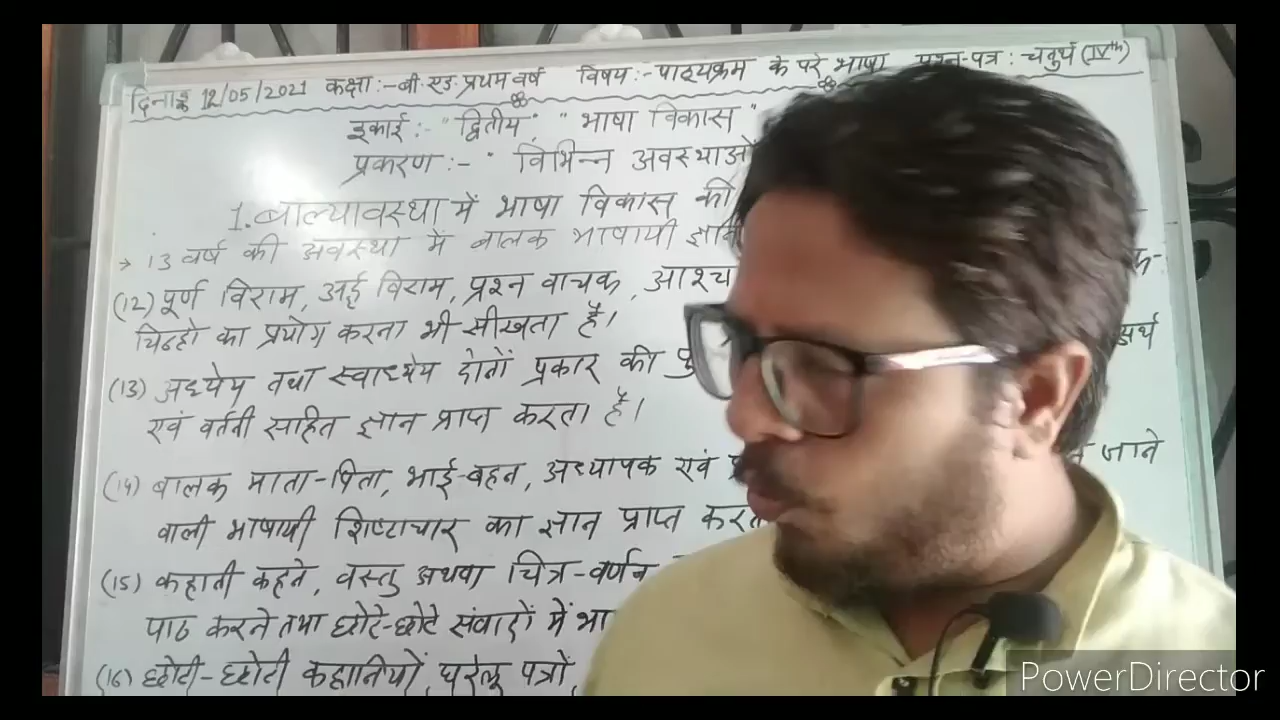 दिनाङ्क 12/05/2021 कक्षा:- बी.एड.प्रथम वर्ष विषय:- पाठ्यक्रम के परे भाषा प्रश्न-पत्र: चतुर्थ (IVth)
इकाई:- "द्वितीय" "भाषा विकास"
प्रकरण:- " विभिन्न अवस्थाओं
1. बाल्यावस्था में भाषा विकास की
→ 13 वर्ष की अवस्था में बालक भाषायी
(12) पूर्ण विराम, अर्द्ध विराम, प्रश्न वाचक,
चिन्हो का प्रयोग करना भी सीखता है।
(13) अध्येय तथा स्वाध्येय दोनों प्रकार की अर्थ
एवं वर्तनी सहित ज्ञान प्राप्त करता है।
(14) बालक माता-पिता, भाई-बहन, अध्यापक एवं जाने
वाली भाषायी शिष्टाचार का ज्ञान प्राप्त
(15) कहानी कहने, वस्तु अथवा चित्र-वर्णन
पाठ करने तथा छोटे-छोटे संवादों में
(16) छोटी-छोटी कहानियों, घरेलू पत्रों,
PowerDirector